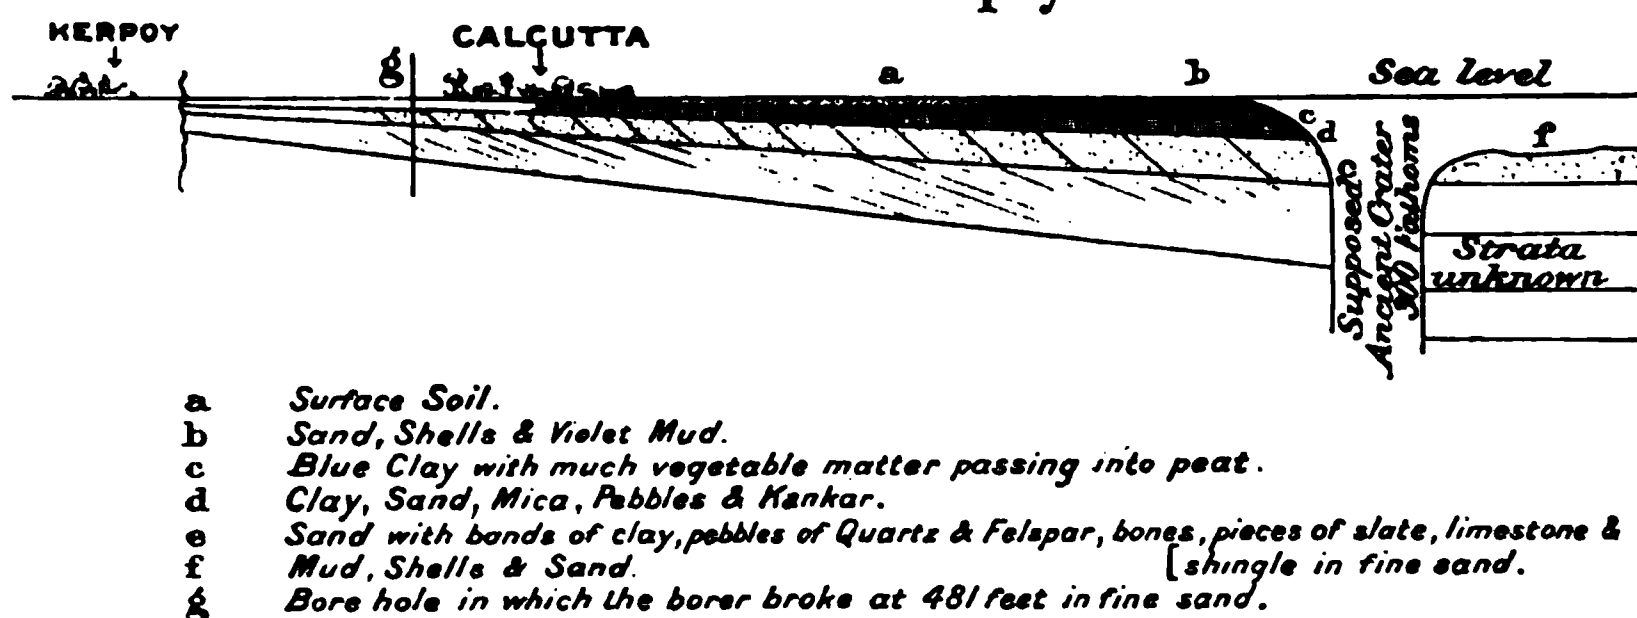 KERPOY
CALCUTTA
g
a
b
Sea level
c
d
e
f
Supposed
Ancient Crater
300 Fathoms
Strata
unknown
a Surface Soil.
b Sand, Shells & Violet Mud.
c Blue Clay with much vegetable matter passing into peat.
d Clay, Sand, Mica, Pebbles & Kankar.
e Sand with bands of clay, pebbles of Quartz & Felspar, bones, pieces of slate, limestone &
f Mud, Shells & Sand. [shingle in fine sand.
g Bore hole in which the borer broke at 481 feet in fine sand.